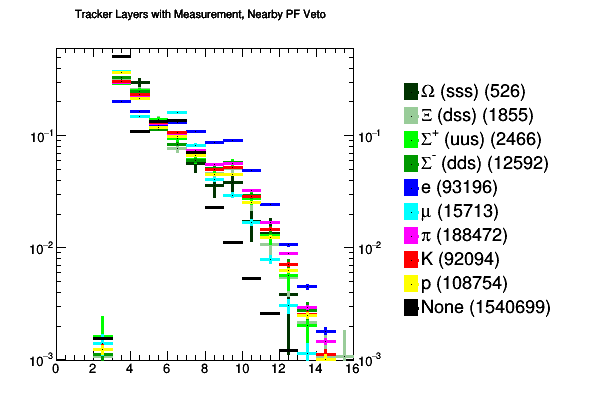 Tracker Layers with Measurement, Nearby PF Veto
10⁻¹
10⁻²
10⁻³
10⁻¹
10⁻²
10⁻³
0 2 4 6 8 10 12 14 16
Ω (sss) (526)
Ξ (dss) (1855)
Σ⁺ (uus) (2466)
Σ⁻ (dds) (12592)
e (93196)
μ (15713)
π (188472)
K (92094)
p (108754)
None (1540699)